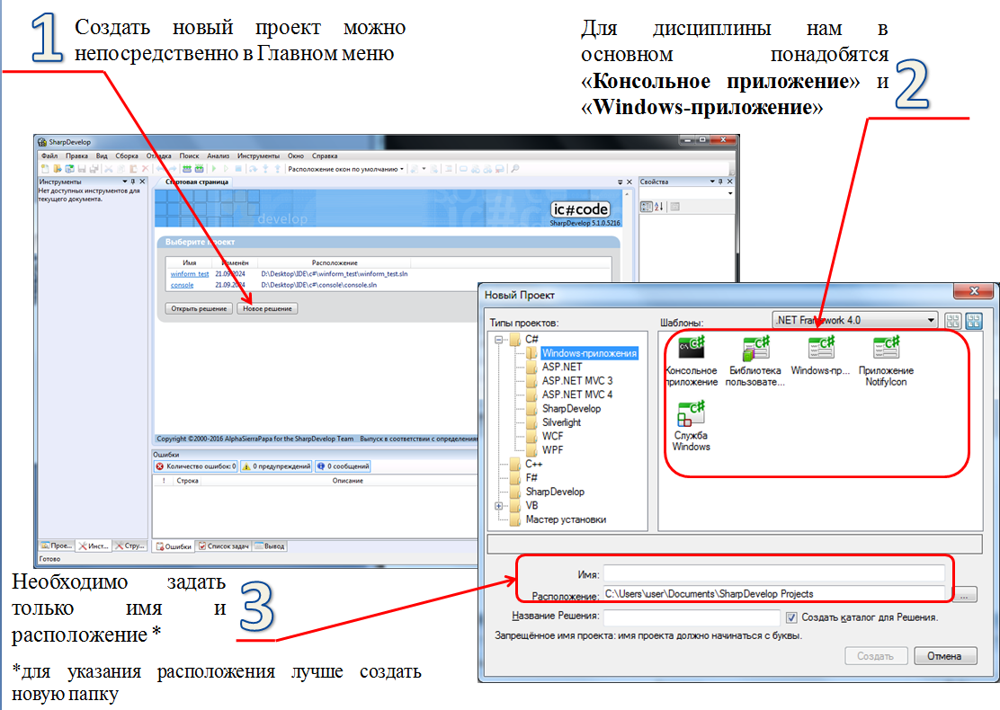 1
Создать новый проект можно
непосредственно в Главном меню
Для дисциплины нам в
основном понадобятся
«Консольное приложение» и
«Windows-приложение»
2
SharpDevelop
Файл Правка Вид Сборка Отладка Поиск Анализ Инструменты Окно Справка
Расположение окон по умолчанию
Инструменты
Нет доступных инструментов для
текущего документа.
Стартовая страница
Свойства
develop
ic#code
SharpDevelop 5.1.0.5216
Выберите проект
Имя Изменён Расположение
winform_test 21.09.2024 D:\Desktop\IDE\c#\winform_test\winform_test.sln
console 21.09.2024 D:\Desktop\IDE\c#\console\console.sln
Открыть решение Новое решение
Copyright ©2000-2016 AlphaSierraPapa for the SharpDevelop Team Выпуск в соответствии с определения
Ошибки
Количество ошибок: 0 0 предупреждений 0 сообщений
! Строка Описание
Прое... Инст... Стру...
Ошибки Список задач Вывод
Готово
Новый Проект
Типы проектов:
Шаблоны:
.NET Framework 4.0
C#
Windows-приложения
ASP.NET
ASP.NET MVC 3
ASP.NET MVC 4
SharpDevelop
Silverlight
WCF
WPF
C++
F#
SharpDevelop
VB
Мастер установки
Консольное приложение
Библиотека пользовате...
Windows-пр...
Приложение NotifyIcon
Служба Windows
Имя:
Расположение: C:\Users\user\Documents\SharpDevelop Projects
...
Название Решения:
Создать каталог для Решения.
Запрещённое имя проекта: имя проекта должно начинаться с буквы.
Создать Отмена
Необходимо задать
только имя и
расположение *
3
*для указания расположения лучше создать
новую папку